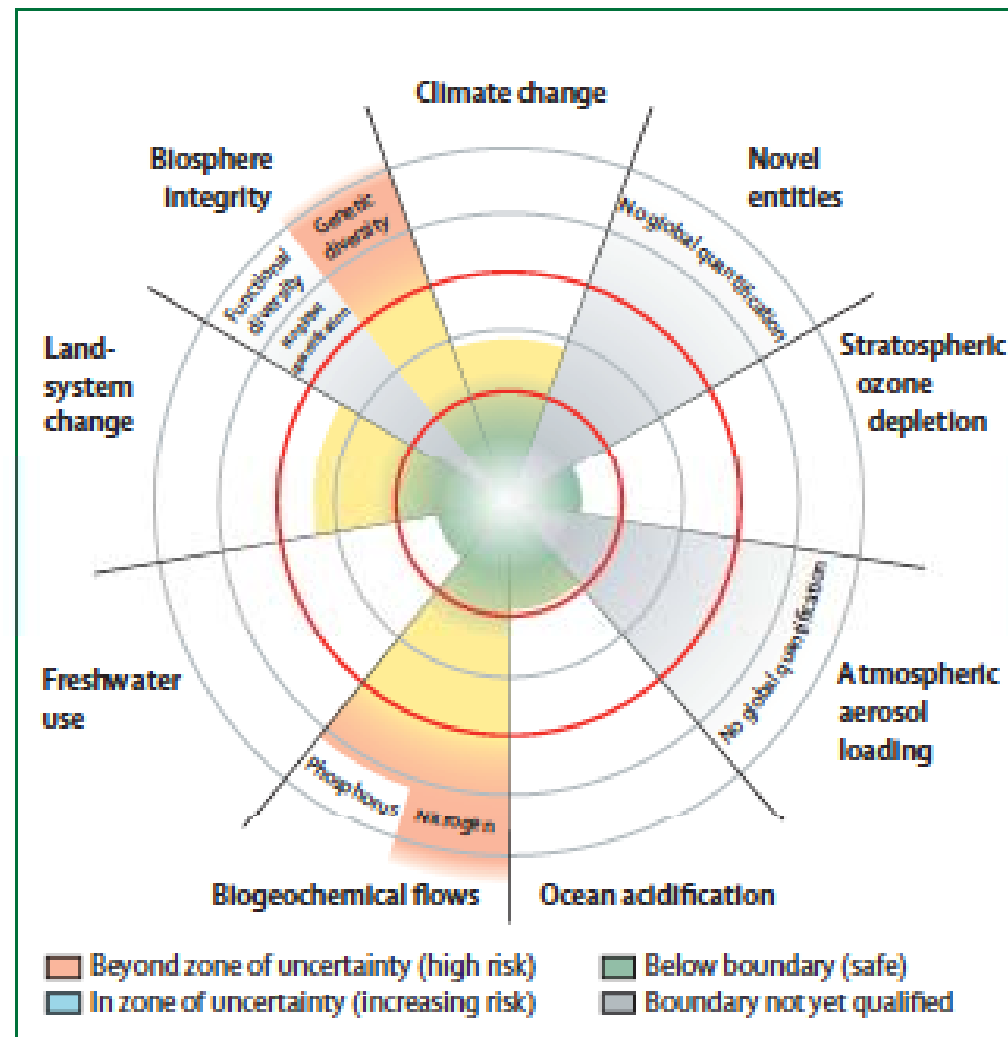 Climate change
Biosphere
integrity
Novel
entities
Genetic
diversity
No global quantification
Functional
diversity
Land-
system
change
Stratospheric
ozone
depletion
No global quantification
Freshwater
use
Atmospheric
aerosol
loading
Phosphorus
Nitrogen
Biogeochemical flows
Ocean acidification
Beyond zone of uncertainty (high risk)
Below boundary (safe)
In zone of uncertainty (increasing risk)
Boundary not yet qualified